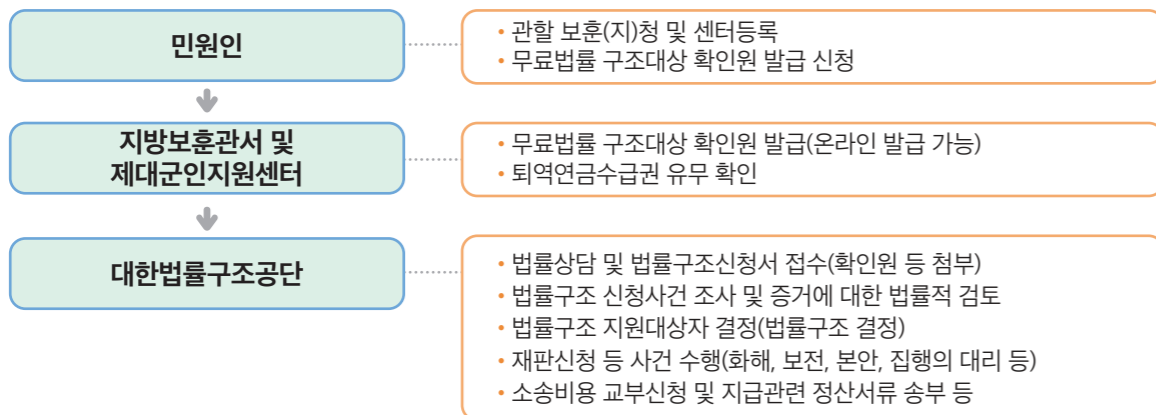 민원인
• 관할 보훈(지)청 및 센터등록
• 무료법률 구조대상 확인원 발급 신청
지방보훈관서 및
제대군인지원센터
• 무료법률 구조대상 확인원 발급(온라인 발급 가능)
• 퇴역연금수급권 유무 확인
대한법률구조공단
• 법률상담 및 법률구조신청서 접수(확인원 등 첨부)
• 법률구조 신청사건 조사 및 증거에 대한 법률적 검토
• 법률구조 지원대상자 결정(법률구조 결정)
• 재판신청 등 사건 수행(화해, 보전, 본안, 집행의 대리 등)
• 소송비용 교부신청 및 지급관련 정산서류 송부 등